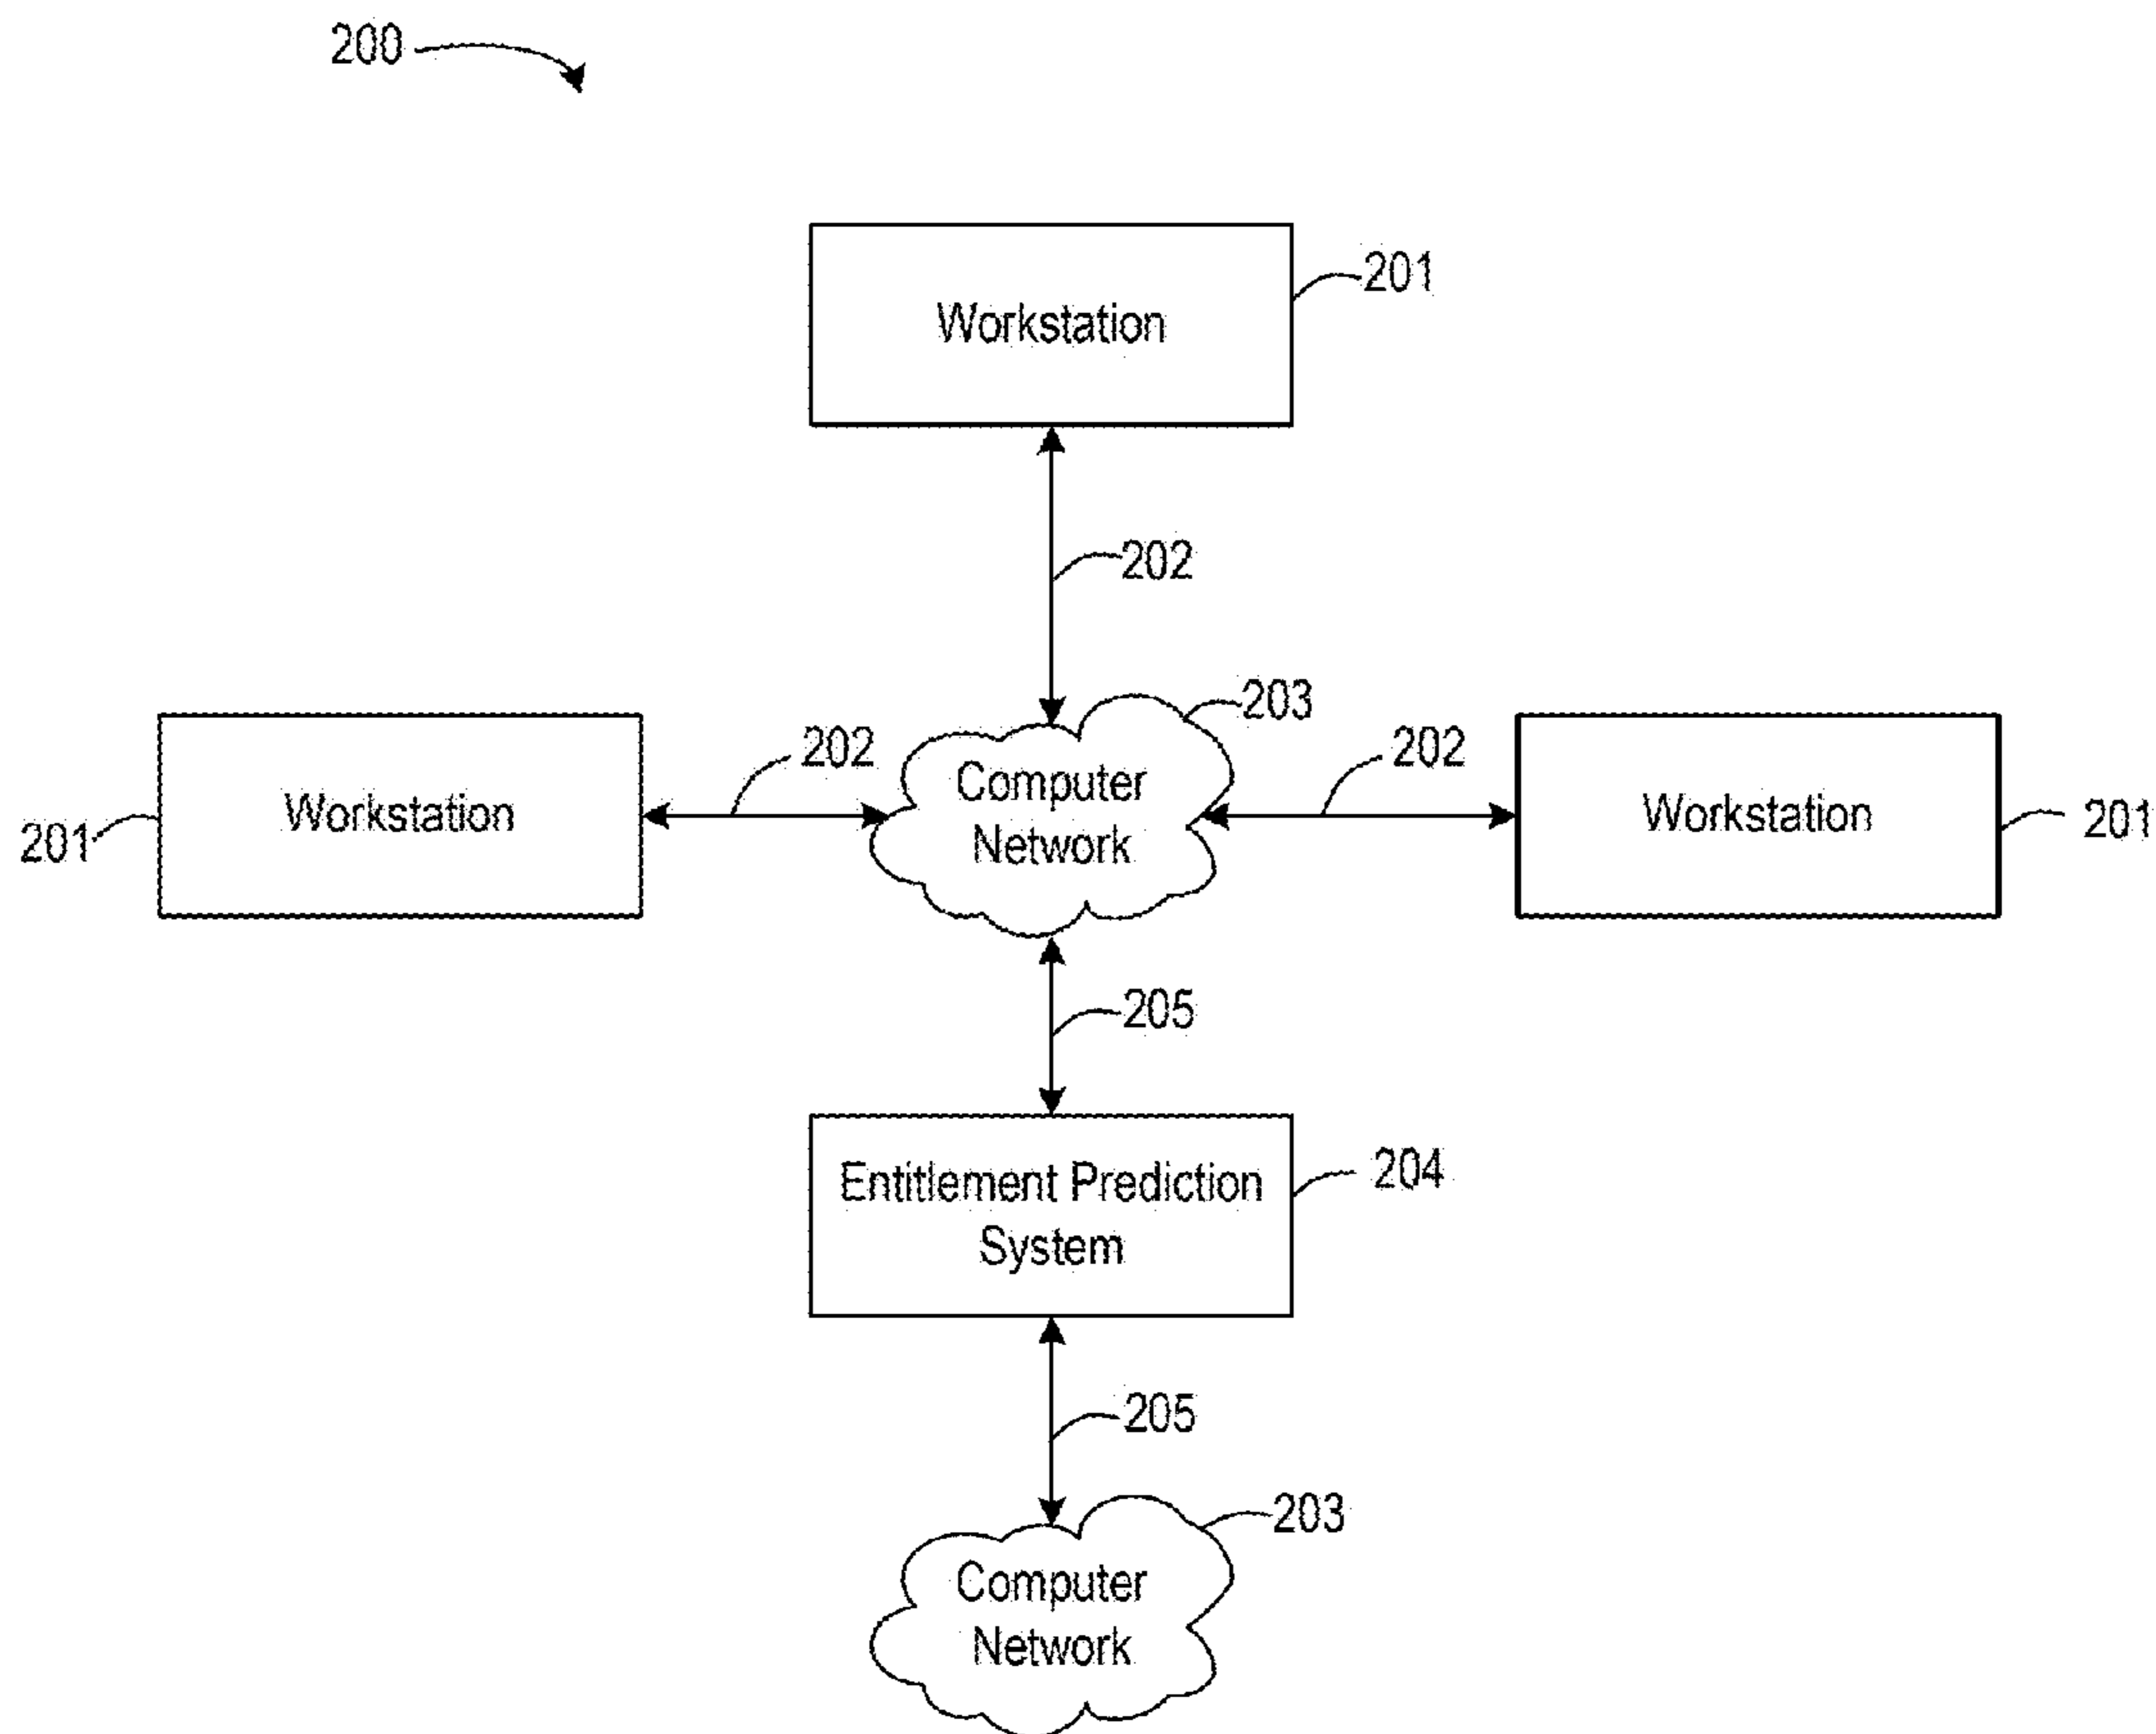 200
201
Workstation
202
203
202
202
Computer
Network
Workstation
Workstation
201
201
205
Entitlement Prediction
System
204
205
203
Computer
Network